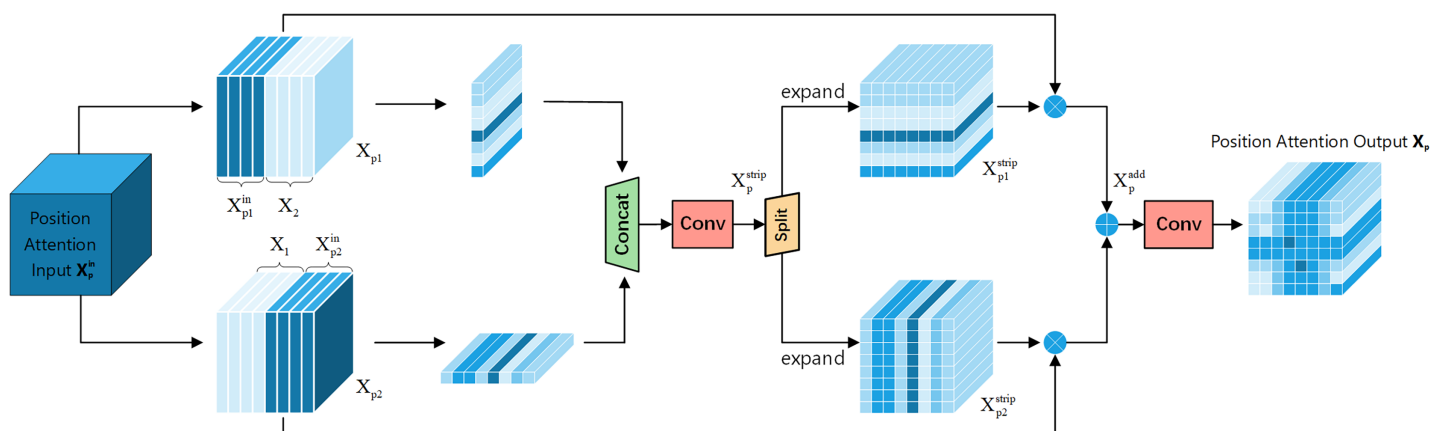 Position
Attention
Input X_p^in
X_p1
X_p1^in
X_2
X_1
X_p2^in
X_p2
Concat
Conv
X_p^strip
Split
expand
expand
X_p1^strip
X_p2^strip
X_p^add
Conv
Position Attention Output X_p